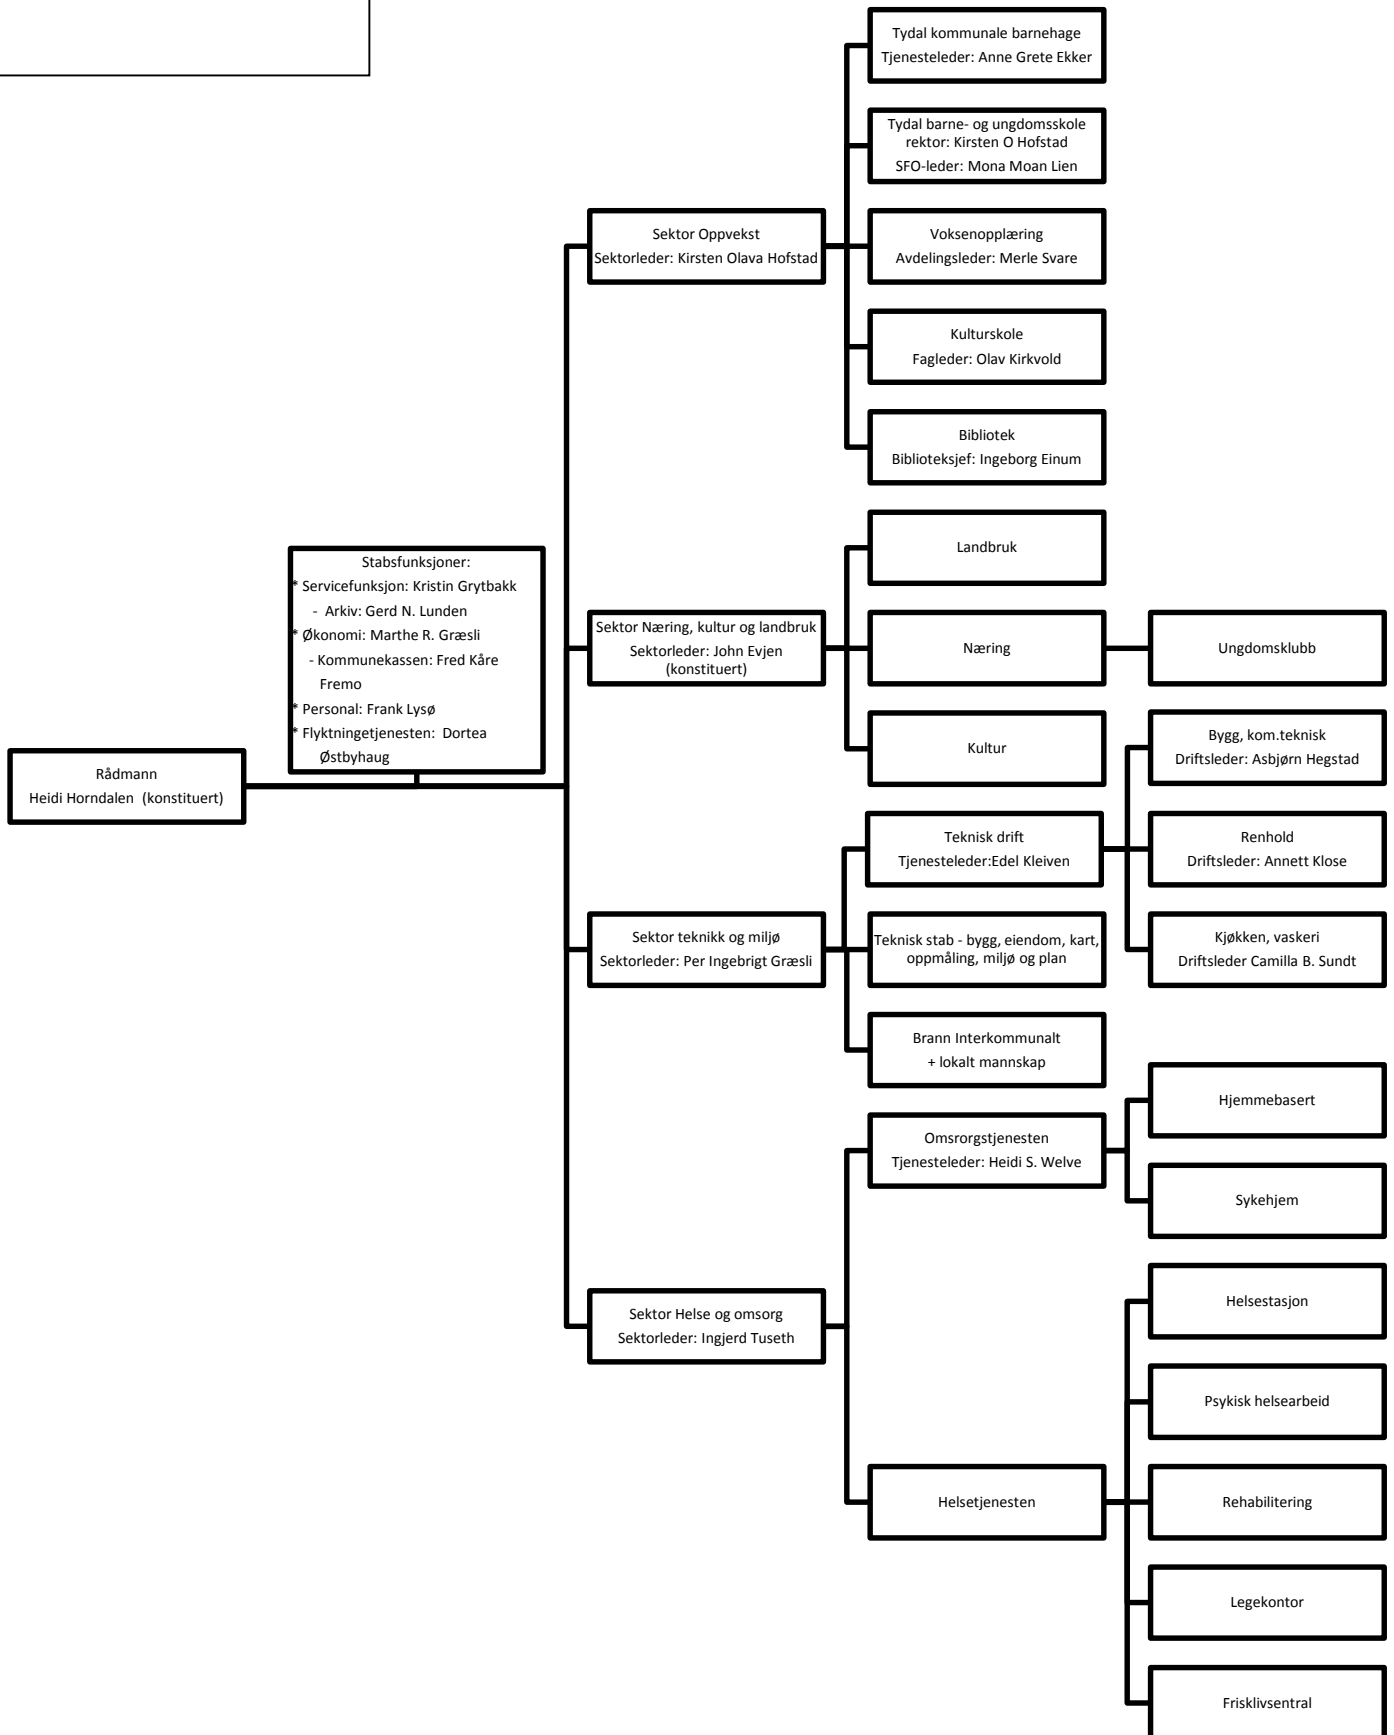 Rådmann
Heidi Horndalen (konstituert)
Stabsfunksjoner:
* Servicefunksjon: Kristin Grytbakk
- Arkiv: Gerd N. Lunden
* Økonomi: Marthe R. Græsli
- Kommunekassen: Fred Kåre
Fremo
* Personal: Frank Lysø
* Flyktningetjenesten: Dortea
Østbyhaug
Sektor Oppvekst
Sektorleder: Kirsten Olava Hofstad
Tydal kommunale barnehage
Tjenesteleder: Anne Grete Ekker
Tydal barne- og ungdomsskole
rektor: Kirsten O Hofstad
SFO-leder: Mona Moan Lien
Voksenopplæring
Avdelingsleder: Merle Svare
Kulturskole
Fagleder: Olav Kirkvold
Bibliotek
Biblioteksjef: Ingeborg Einum
Sektor Næring, kultur og landbruk
Sektorleder: John Evjen
(konstituert)
Landbruk
Næring
Ungdomsklubb
Kultur
Sektor teknikk og miljø
Sektorleder: Per Ingebrigt Græsli
Teknisk drift
Tjenesteleder:Edel Kleiven
Bygg, kom.teknisk
Driftsleder: Asbjørn Hegstad
Renhold
Driftsleder: Annett Klose
Kjøkken, vaskeri
Driftsleder Camilla B. Sundt
Teknisk stab - bygg, eiendom, kart,
oppmåling, miljø og plan
Brann Interkommunalt
+ lokalt mannskap
Sektor Helse og omsorg
Sektorleder: Ingjerd Tuseth
Omsrorgstjenesten
Tjenesteleder: Heidi S. Welve
Hjemmebasert
Sykehjem
Helsetjenesten
Helsestasjon
Psykisk helsearbeid
Rehabilitering
Legekontor
Frisklivsentral